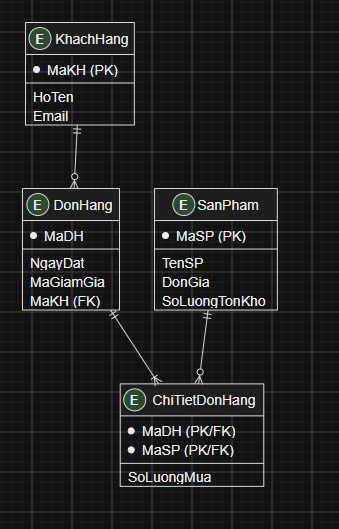 E KhachHang
MaKH (PK)
HoTen
Email
E DonHang
MaDH
NgayDat
MaGiamGia
MaKH (FK)
E SanPham
MaSP (PK)
TenSP
DonGia
SoLuongTonKho
E ChiTietDonHang
MaDH (PK/FK)
MaSP (PK/FK)
SoLuongMua